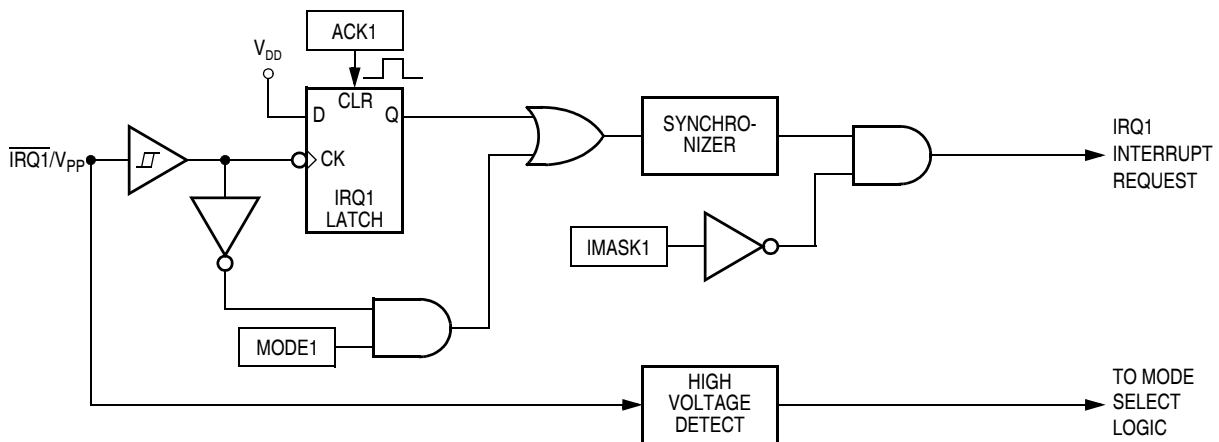 ACK1
VDD
CLR
D
Q
CK
IRQ1
LATCH
IRQ1/VPP
SYNCHRO-
NIZER
IRQ1
INTERRUPT
REQUEST
IMASK1
MODE1
HIGH
VOLTAGE
DETECT
TO MODE
SELECT
LOGIC